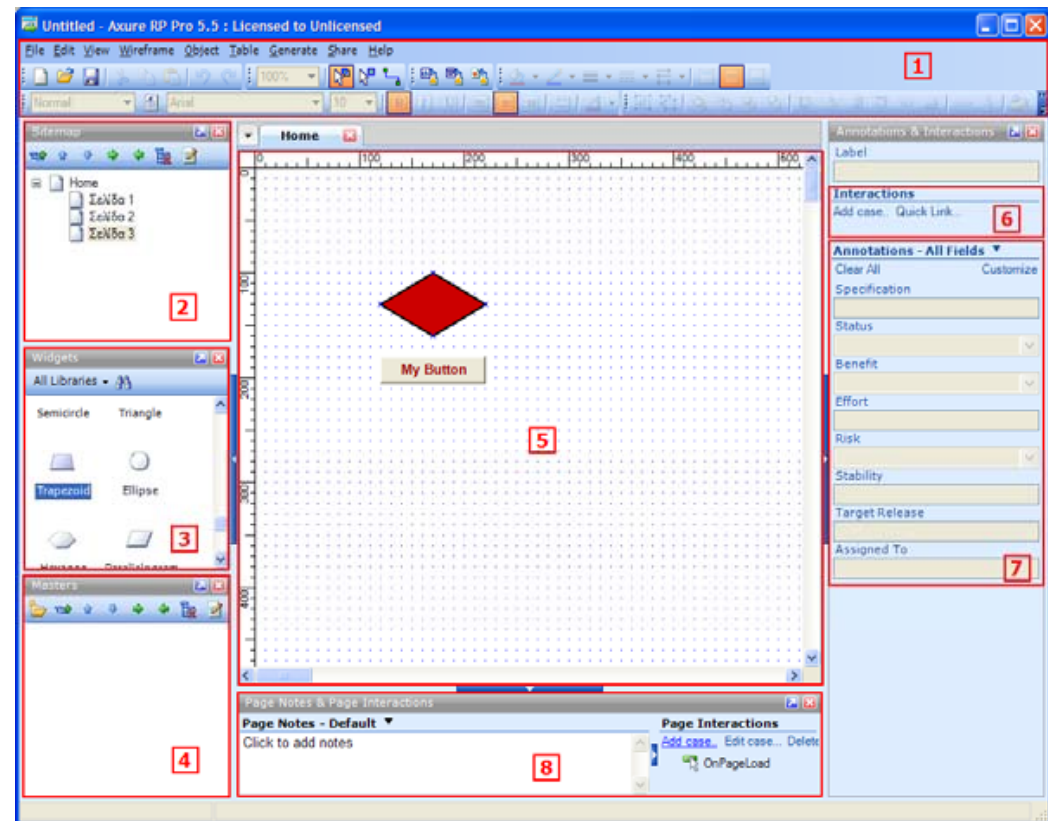 Untitled - Axure RP Pro 5.5 : Licensed to Unlicensed
File Edit View Wireframe Object Table Generate Share Help
1
100%
Normal Arial 10
Sitemap
Home
Σελίδα 1
Σελίδα 2
Σελίδα 3
2
Widgets
All Libraries
Semicircle Triangle
Trapezoid Ellipse
Hexagon Parallelogram
3
Masters
4
Home
0 100 200 300 400 600
0
100
200
300
400
My Button
5
Annotations & Interactions
Label
Interactions
Add case.. Quick Link...
6
Annotations - All Fields
Clear All Customize
Specification
Status
Benefit
Effort
Risk
Stability
Target Release
Assigned To
7
Page Notes & Page Interactions
Page Notes - Default
Click to add notes
Page Interactions
Add case.. Edit case... Delete
OnPageLoad
8